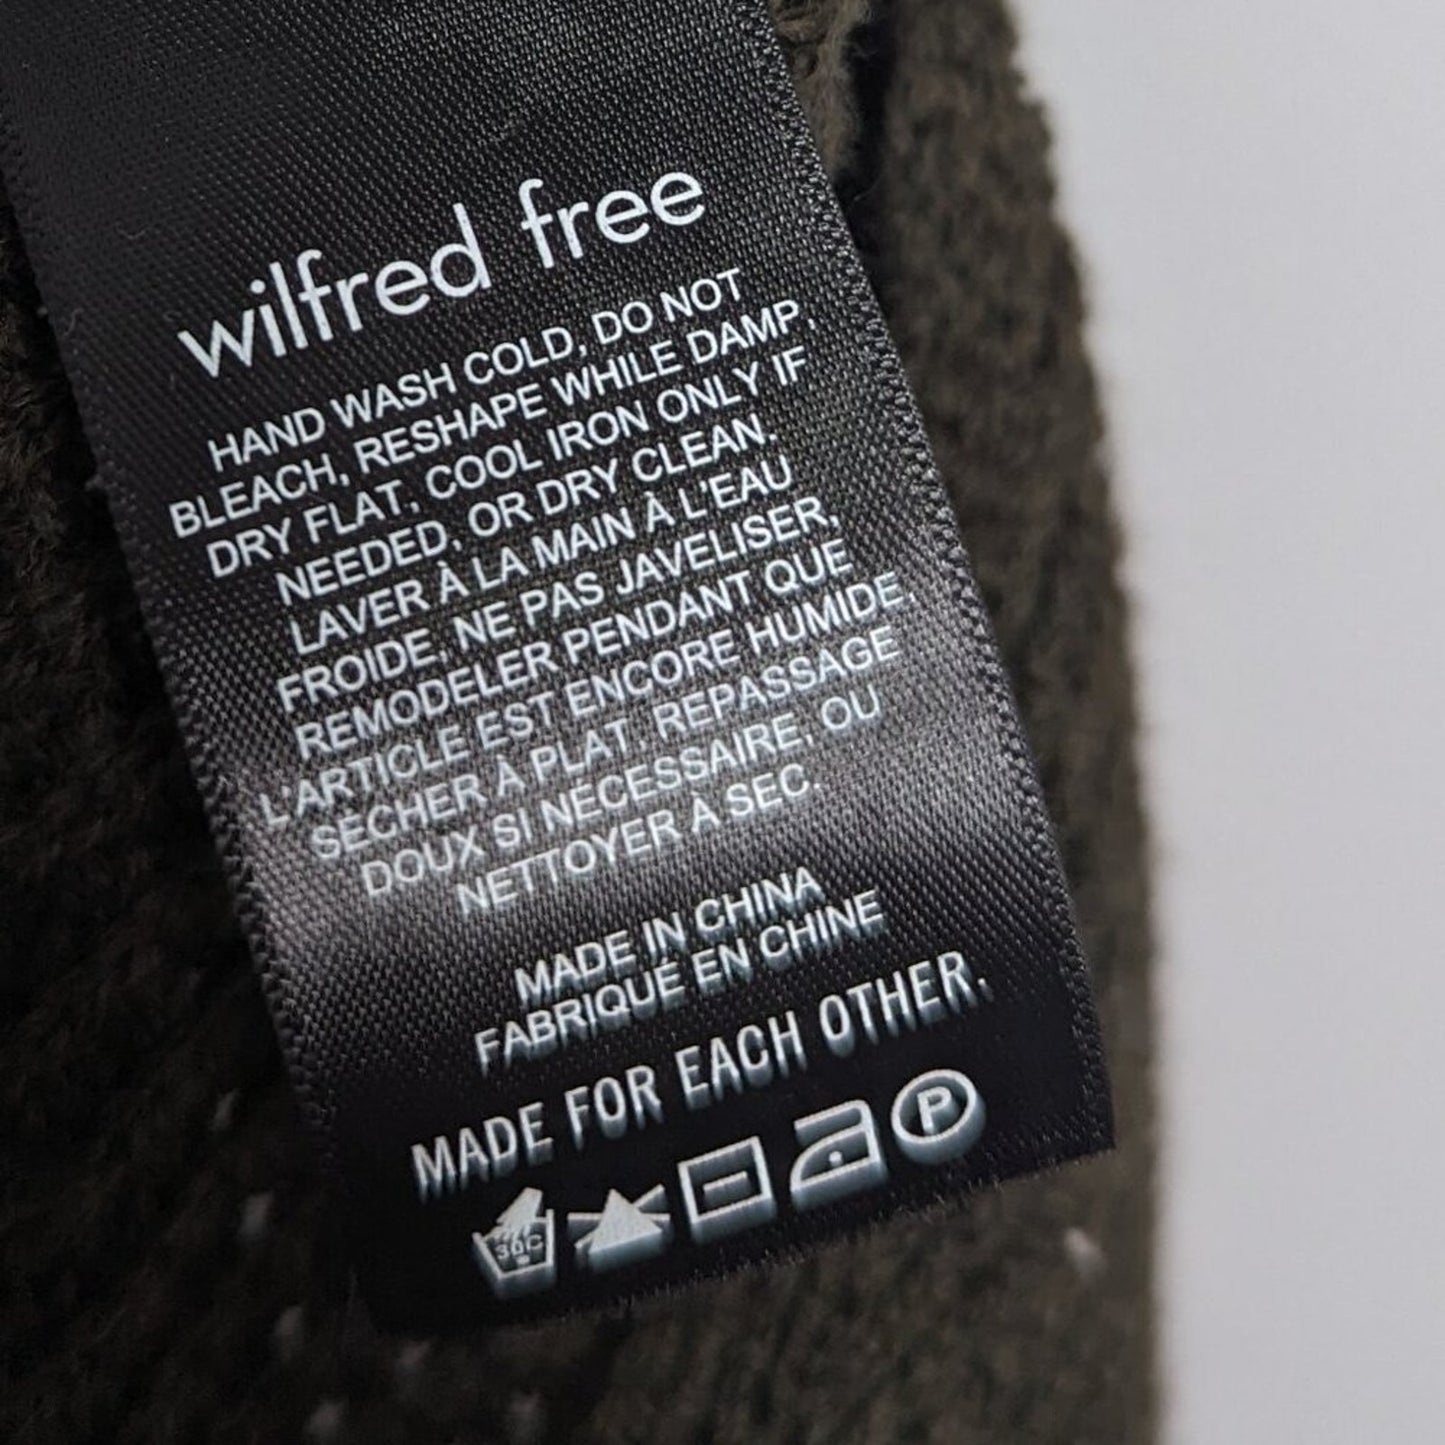 wilfred free
HAND WASH COLD, DO NOT
BLEACH, RESHAPE WHILE DAMP,
DRY FLAT, COOL IRON ONLY IF
NEEDED, OR DRY CLEAN.
LAVER À LA MAIN À L'EAU
FROIDE, NE PAS JAVELISER,
REMODELER PENDANT QUE
L'ARTICLE EST ENCORE HUMIDE,
SÉCHER À PLAT, REPASSAGE
DOUX SI NÉCESSAIRE, OU
NETTOYER À SEC.
MADE IN CHINA
FABRIQUÉ EN CHINE
MADE FOR EACH OTHER.
30C P